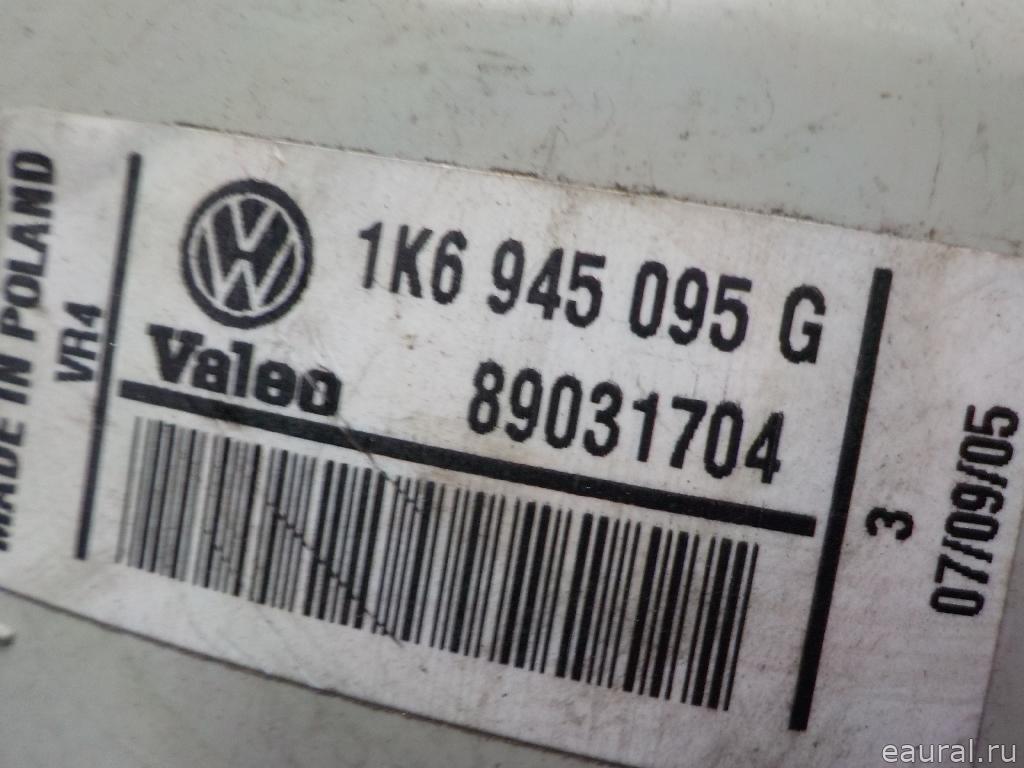 MADE IN POLAND
VR4
1K6 945 095 G
Valeo
89031704
3
07/09/05
eaural.ru